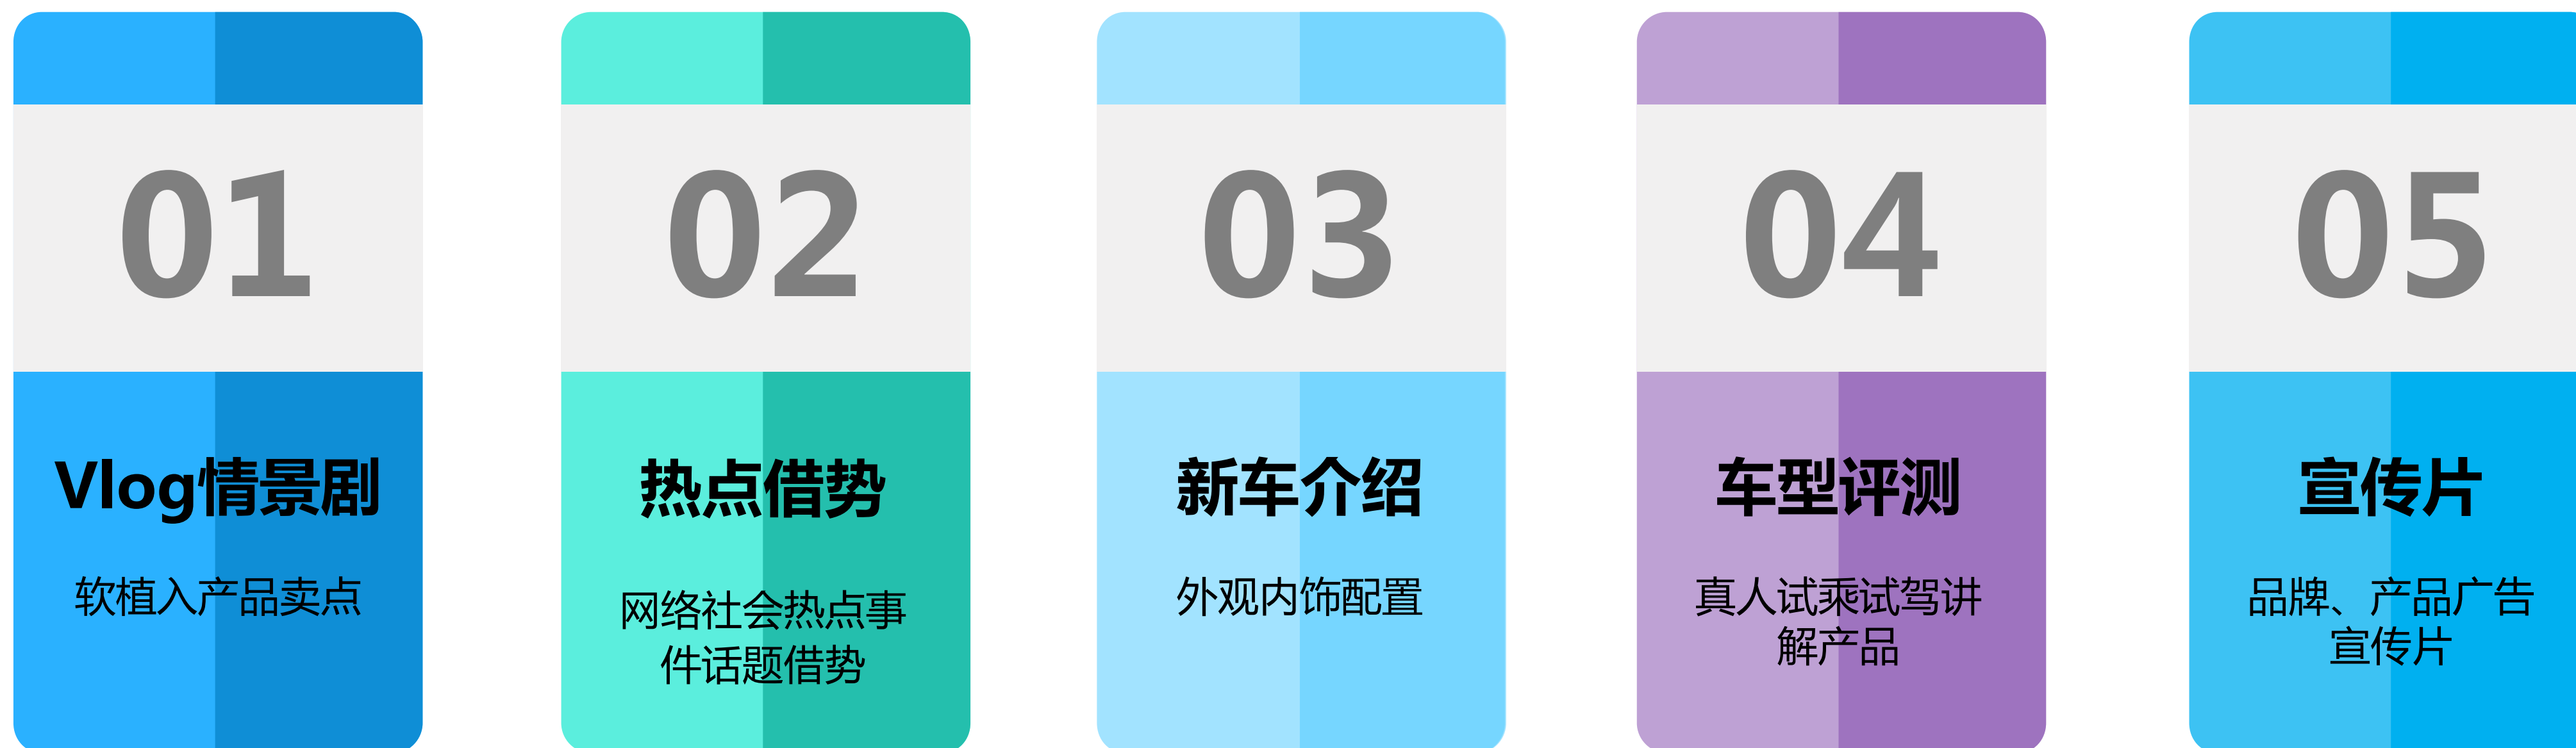 01
Vlog情景剧
软植入产品卖点
02
热点借势
网络社会热点事
件话题借势
03
新车介绍
外观内饰配置
04
车型评测
真人试乘试驾讲
解产品
05
宣传片
品牌、产品广告
宣传片